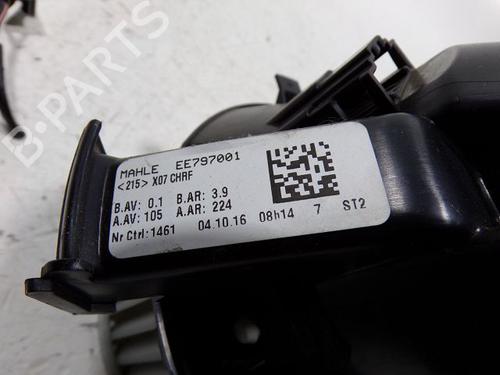 MAHLE EE797001
<215> X07 CHRF
B.AV: 0.1 B.AR: 3.9
A.AV: 105 A.AR: 224
Nr Ctrl: 1461 04.10.16 08h14 7 ST2
B-PARTS